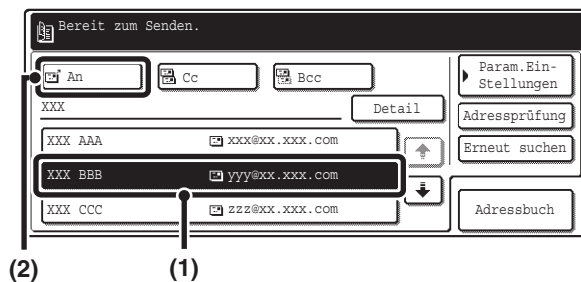 Bereit zum Senden.
An
Cc
Bcc
Param.Ein-
Stellungen
XXX
Detail
Adressprüfung
XXX AAA
xxx@xx.xxx.com
Erneut suchen
XXX BBB
yyy@xx.xxx.com
XXX CCC
zzz@xx.xxx.com
Adressbuch
(2)
(1)